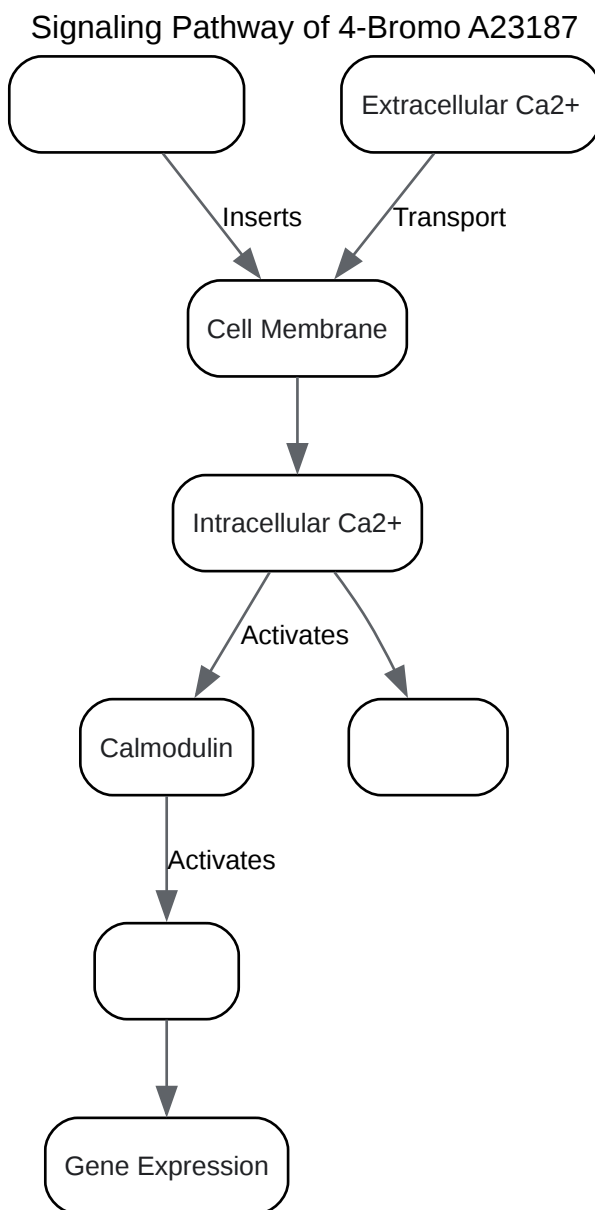 Signaling Pathway of 4-Bromo A23187
Extracellular Ca2+
Inserts
Transport
Cell Membrane
Intracellular Ca2+
Activates
Calmodulin
Activates
Gene Expression